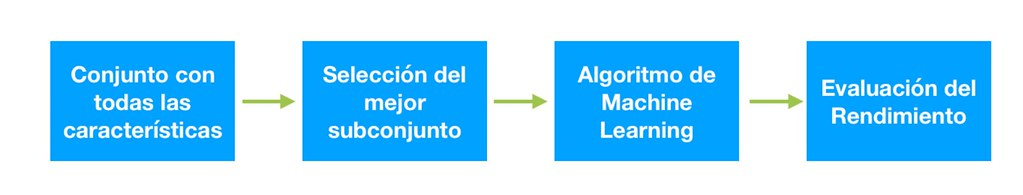 Conjunto con
todas las
características
Selección del
mejor
subconjunto
Algoritmo de
Machine
Learning
Evaluación del
Rendimiento